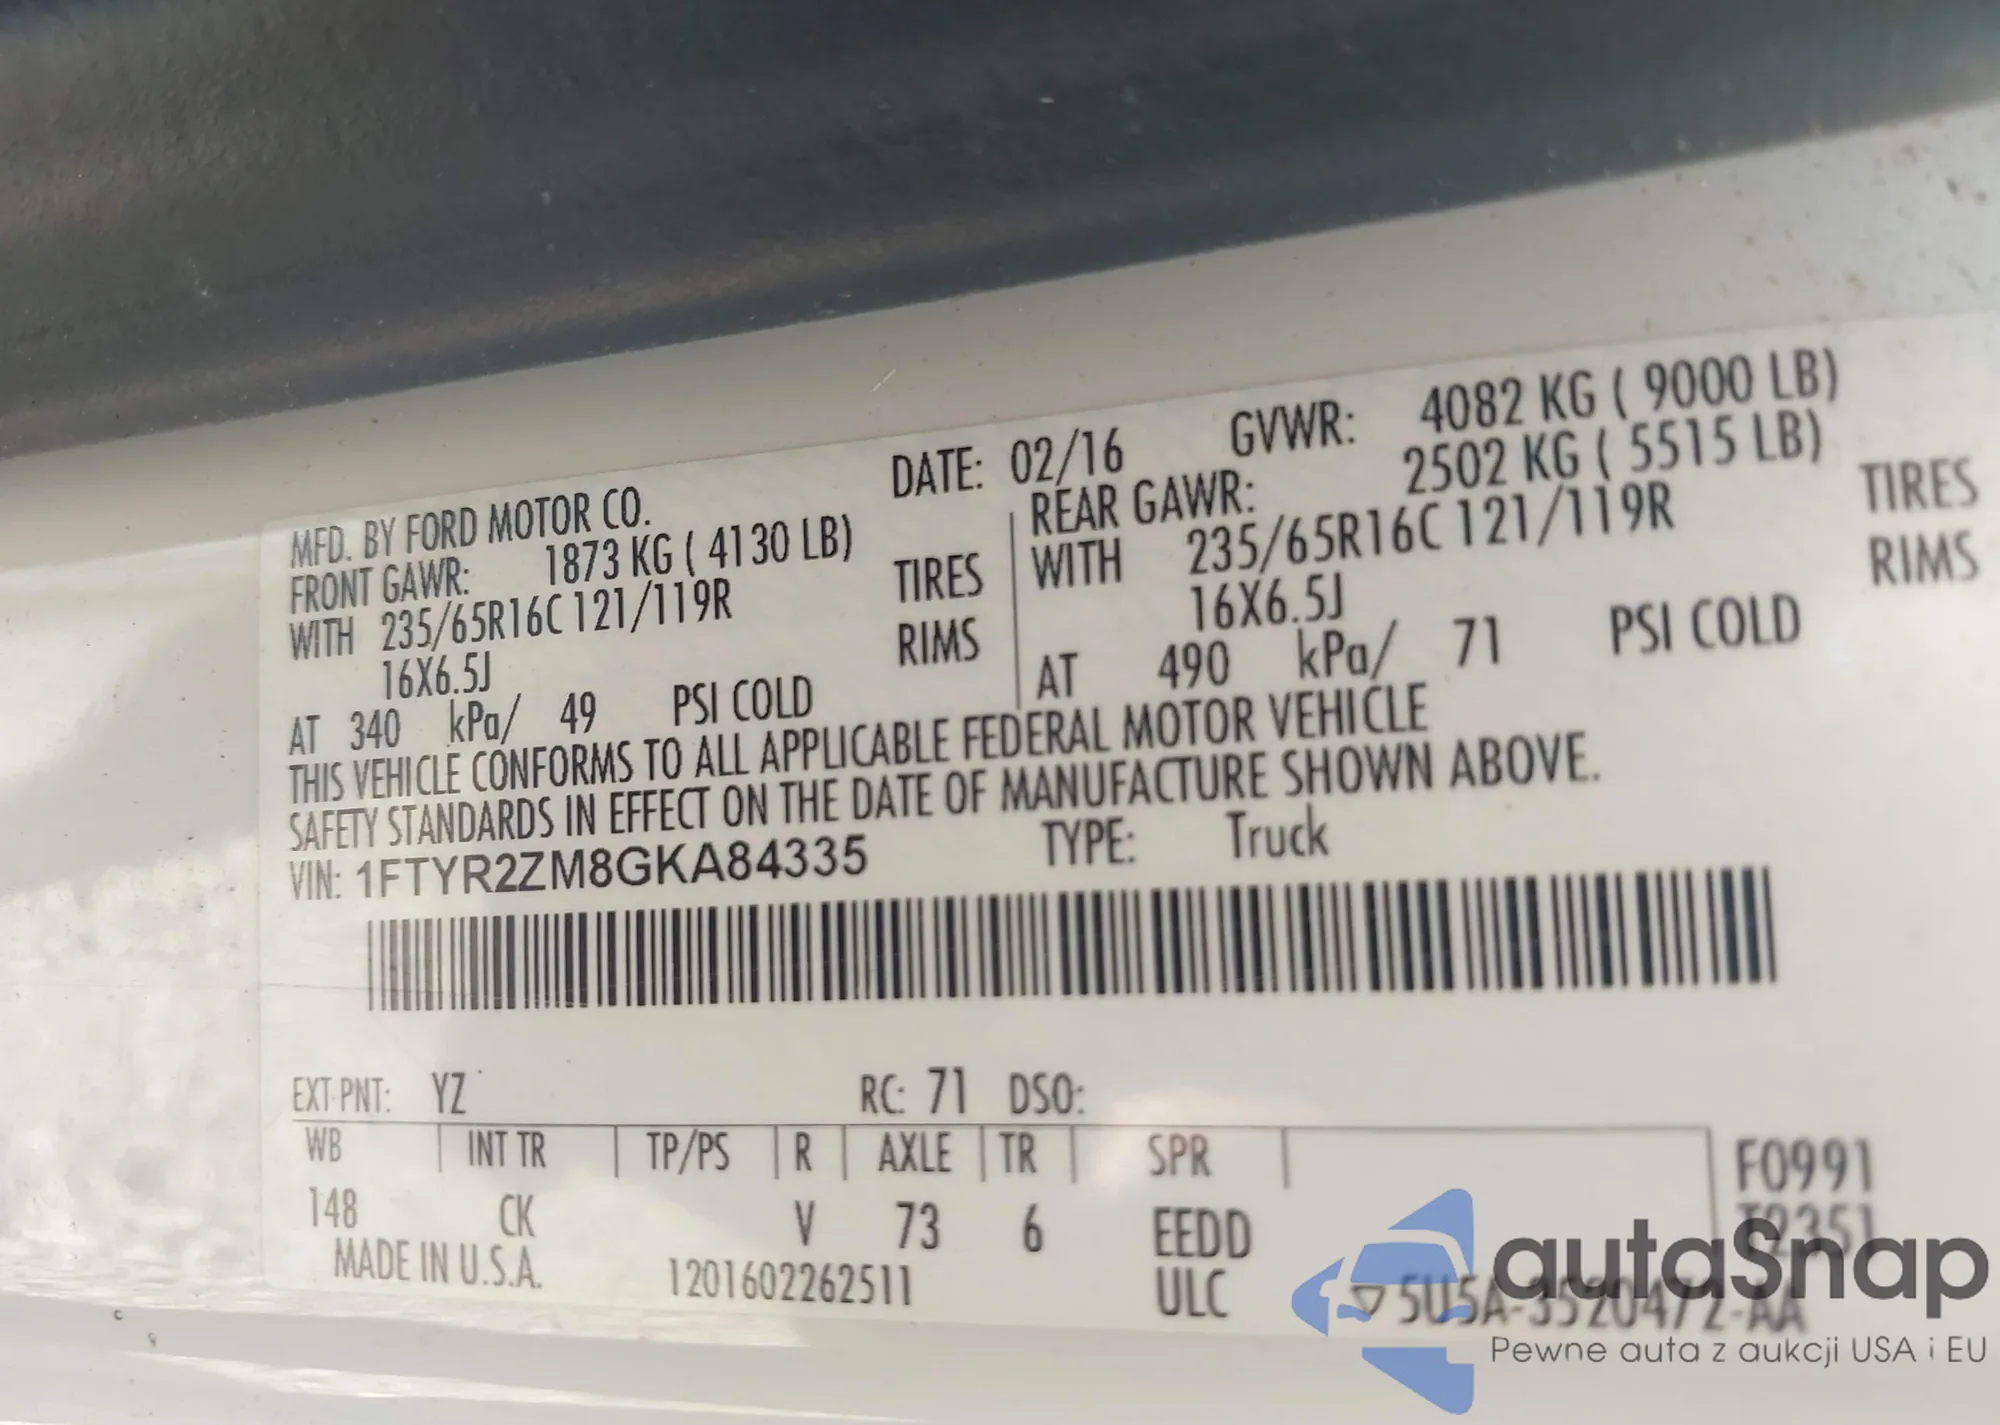 MFD. BY FORD MOTOR CO. DATE: 02/16 GVWR: 4082 KG ( 9000 LB)
FRONT GAWR: 1873 KG ( 4130 LB) REAR GAWR: 2502 KG ( 5515 LB)
WITH 235/65R16C 121/119R TIRES WITH 235/65R16C 121/119R TIRES
16X6.5J RIMS 16X6.5J RIMS
AT 340 kPa/ 49 PSI COLD AT 490 kPa/ 71 PSI COLD
THIS VEHICLE CONFORMS TO ALL APPLICABLE FEDERAL MOTOR VEHICLE
SAFETY STANDARDS IN EFFECT ON THE DATE OF MANUFACTURE SHOWN ABOVE.
VIN: 1FTYR2ZM8GKA84335 TYPE: Truck
EXT-PNT: YZ RC: 71 DSO:
WB INT TR TP/PS R AXLE TR SPR F0991
148 CK V 73 6 EEDD T2351
MADE IN U.S.A. 1201602262511 ULC 5U5A-3520472-AA
autaSnap
Pewne auta z aukcji USA i EU